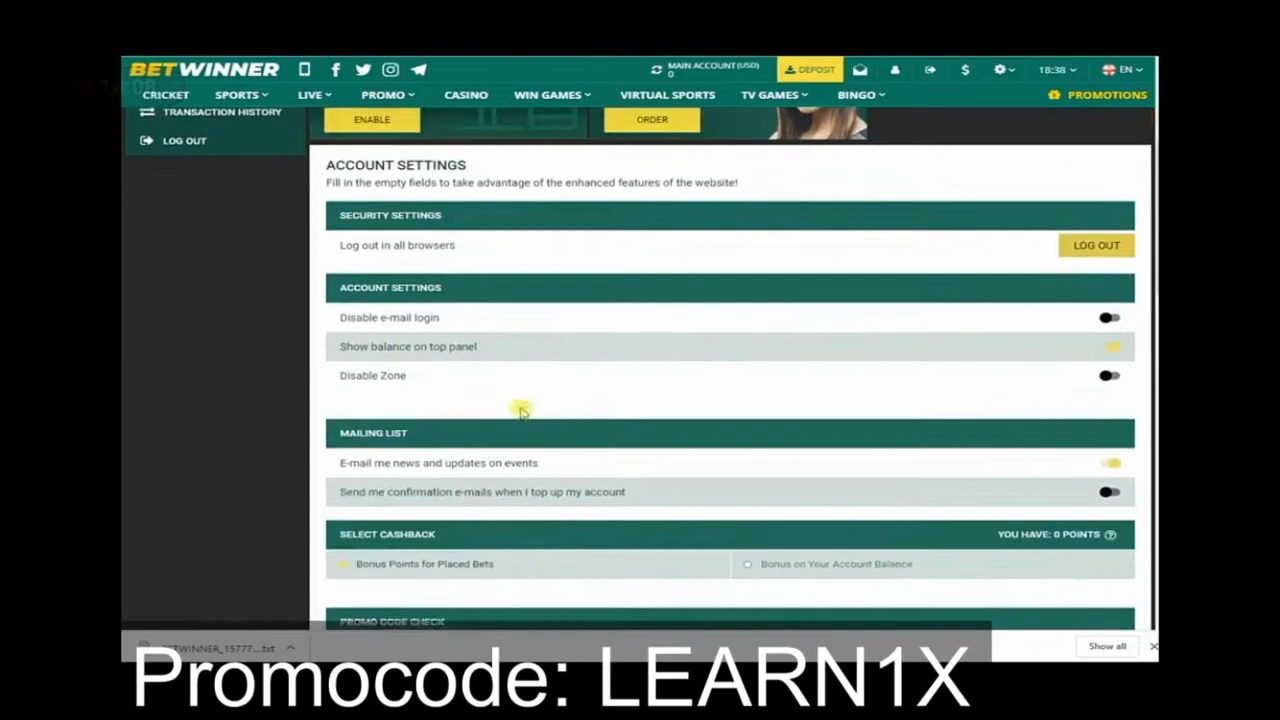 BETWINNER
MAIN ACCOUNT (USD)
0
DEPOSIT
$
18:38
EN
CRICKET SPORTS LIVE PROMO CASINO WIN GAMES VIRTUAL SPORTS TV GAMES BINGO PROMOTIONS
TRANSACTION HISTORY
LOG OUT
ENABLE
ORDER
ACCOUNT SETTINGS
Fill in the empty fields to take advantage of the enhanced features of the website!
SECURITY SETTINGS
Log out in all browsers
LOG OUT
ACCOUNT SETTINGS
Disable e-mail login
Show balance on top panel
Disable Zone
MAILING LIST
E-mail me news and updates on events
Send me confirmation e-mails when I top up my account
SELECT CASHBACK
YOU HAVE: 0 POINTS
Bonus Points for Placed Bets
Bonus on Your Account Balance
PROMO CODE CHECK
Show all
Promocode: LEARN1X